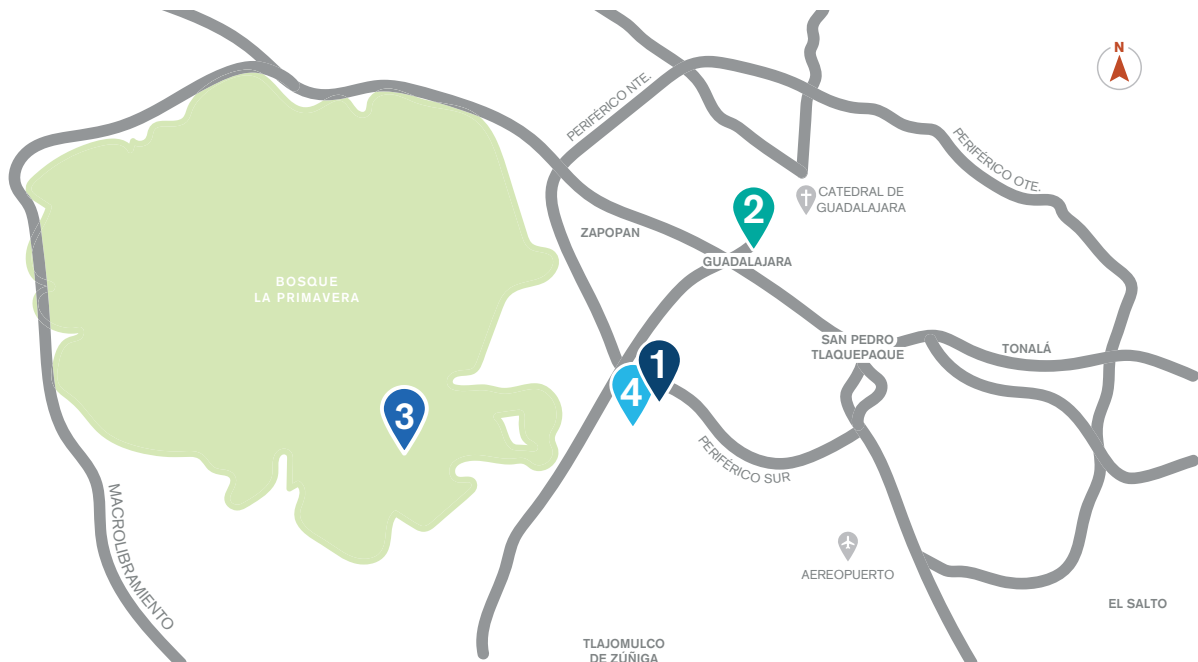 N
PERIFÉRICO NTE.
PERIFÉRICO OTE.
CATEDRAL DE
GUADALAJARA
2
ZAPOPAN
GUADALAJARA
BOSQUE
LA PRIMAVERA
SAN PEDRO
TLAQUEPAQUE
TONALÁ
1
4
3
PERIFÉRICO SUR
MACROLIBRAMIENTO
AEREOPUERTO
EL SALTO
TLAJOMULCO
DE ZÚÑIGA